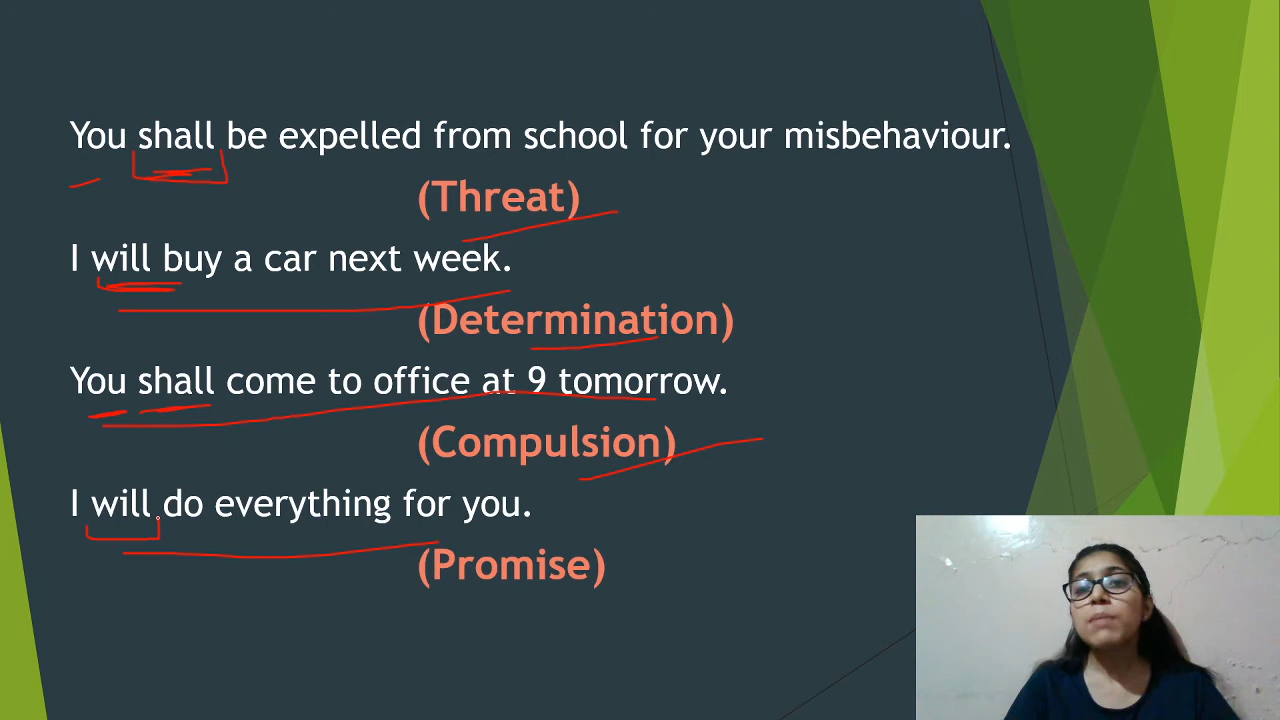 You shall be expelled from school for your misbehaviour.
(Threat)
I will buy a car next week.
(Determination)
You shall come to office at 9 tomorrow.
(Compulsion)
I will do everything for you.
(Promise)